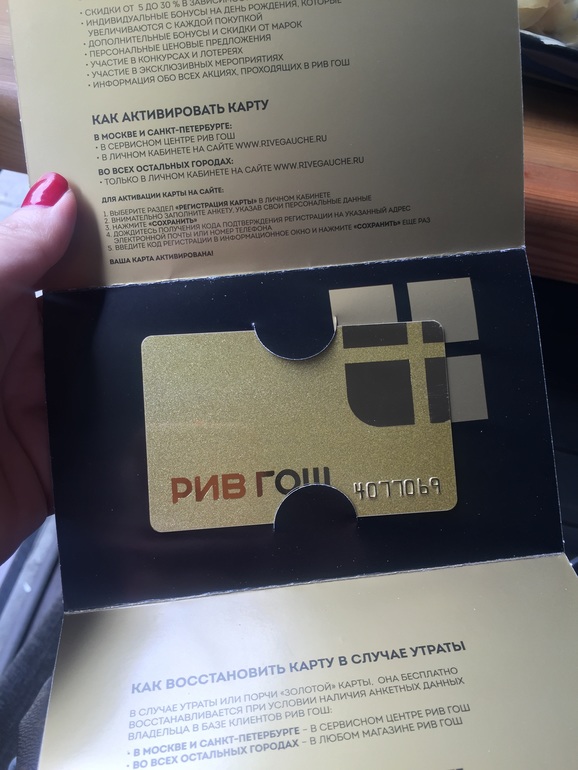 • СКИДКИ ОТ 5 ДО 30 % В ЗАВИСИМОСТИ
• ИНДИВИДУАЛЬНЫЕ БОНУСЫ НА ДЕНЬ РОЖДЕНИЯ, КОТОРЫЕ
УВЕЛИЧИВАЮТСЯ С КАЖДОЙ ПОКУПКОЙ
• ДОПОЛНИТЕЛЬНЫЕ БОНУСЫ И СКИДКИ ОТ МАРОК
• ПЕРСОНАЛЬНЫЕ ЦЕНОВЫЕ ПРЕДЛОЖЕНИЯ
• УЧАСТИЕ В КОНКУРСАХ И ЛОТЕРЕЯХ
• УЧАСТИЕ В ЭКСКЛЮЗИВНЫХ МЕРОПРИЯТИЯХ
• ИНФОРМАЦИЯ ОБО ВСЕХ АКЦИЯХ, ПРОХОДЯЩИХ В РИВ ГОШ
КАК АКТИВИРОВАТЬ КАРТУ
В МОСКВЕ И САНКТ-ПЕТЕРБУРГЕ:
• В СЕРВИСНОМ ЦЕНТРЕ РИВ ГОШ
• В ЛИЧНОМ КАБИНЕТЕ НА САЙТЕ WWW.RIVEGAUCHE.RU
ВО ВСЕХ ОСТАЛЬНЫХ ГОРОДАХ:
• ТОЛЬКО В ЛИЧНОМ КАБИНЕТЕ НА САЙТЕ WWW.RIVEGAUCHE.RU
ДЛЯ АКТИВАЦИИ КАРТЫ НА САЙТЕ:
1. ВЫБЕРИТЕ РАЗДЕЛ «РЕГИСТРАЦИЯ КАРТЫ» В ЛИЧНОМ КАБИНЕТЕ
2. ВНИМАТЕЛЬНО ЗАПОЛНИТЕ АНКЕТУ, УКАЗАВ СВОИ ПЕРСОНАЛЬНЫЕ ДАННЫЕ
3. НАЖМИТЕ «СОХРАНИТЬ»
4. ДОЖДИТЕСЬ ПОЛУЧЕНИЯ КОДА ПОДТВЕРЖДЕНИЯ РЕГИСТРАЦИИ НА УКАЗАННЫЙ АДРЕС
ЭЛЕКТРОННОЙ ПОЧТЫ ИЛИ НОМЕР ТЕЛЕФОНА
5. ВВЕДИТЕ КОД РЕГИСТРАЦИИ В ИНФОРМАЦИОННОЕ ОКНО И НАЖМИТЕ «СОХРАНИТЬ» ЕЩЕ РАЗ
ВАША КАРТА АКТИВИРОВАНА!
РИВ ГОШ
4077069
КАК ВОССТАНОВИТЬ КАРТУ В СЛУЧАЕ УТРАТЫ
В СЛУЧАЕ УТРАТЫ ИЛИ ПОРЧИ «ЗОЛОТОЙ» КАРТЫ, ОНА БЕСПЛАТНО
ВОССТАНАВЛИВАЕТСЯ ПРИ УСЛОВИИ НАЛИЧИЯ АНКЕТНЫХ ДАННЫХ
ВЛАДЕЛЬЦА В БАЗЕ КЛИЕНТОВ РИВ ГОШ:
• В МОСКВЕ И САНКТ-ПЕТЕРБУРГЕ – В СЕРВИСНОМ ЦЕНТРЕ РИВ ГОШ
• ВО ВСЕХ ОСТАЛЬНЫХ ГОРОДАХ – В ЛЮБОМ МАГАЗИНЕ РИВ ГОШ